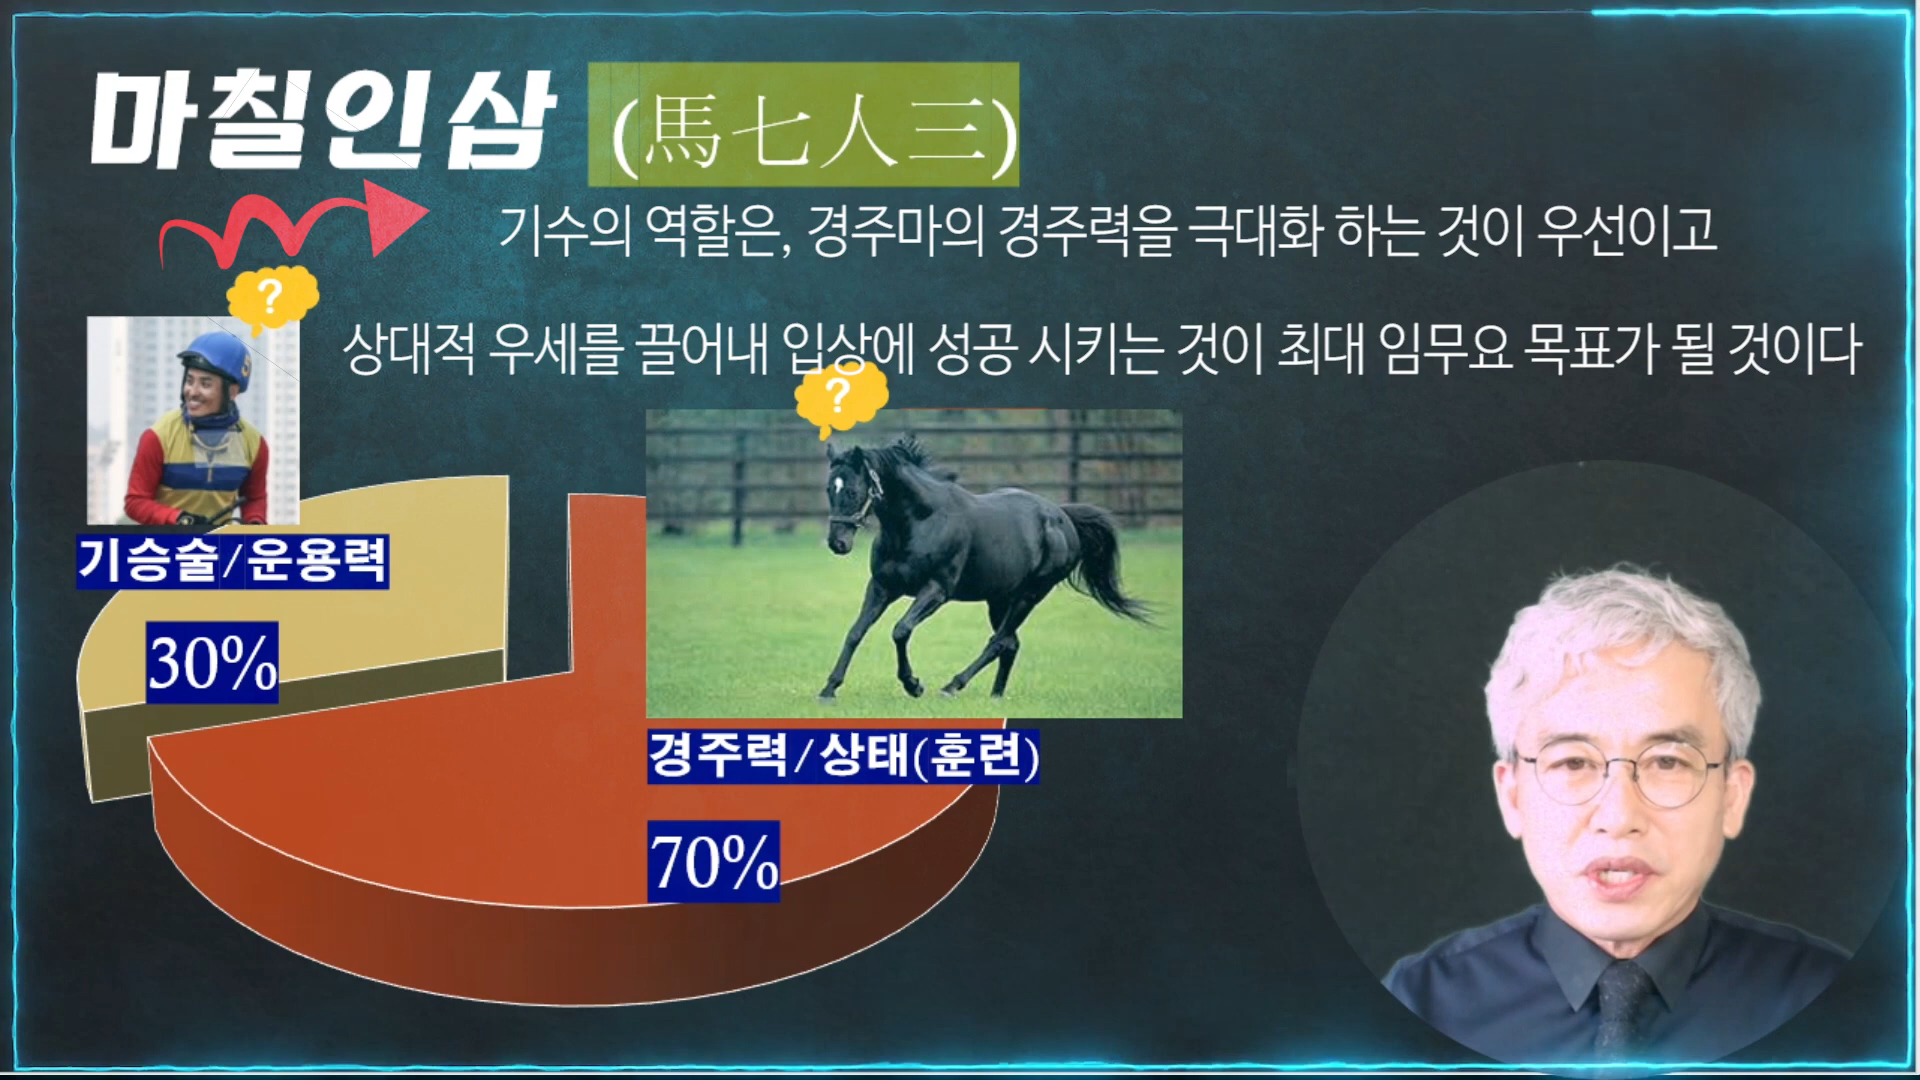 마칠인삼 (馬七人三)
기수의 역할은, 경주마의 경주력을 극대화 하는 것이 우선이고
?
상대적 우세를 끌어내 입상에 성공 시키는 것이 최대 임무요 목표가 될 것이다
?
5
기승술/운용력
30%
경주력/상태(훈련)
70%